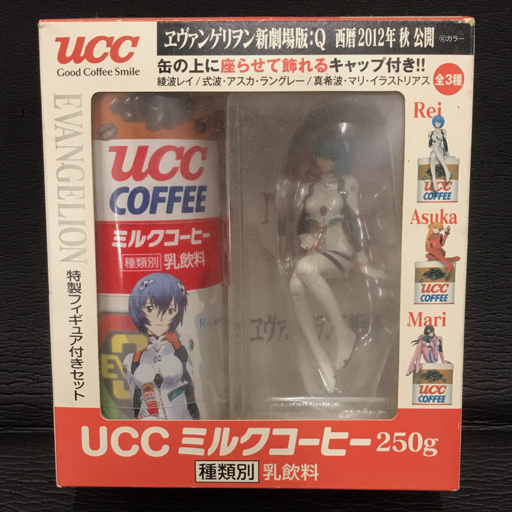 UCC
Good Coffee Smile
ヱヴァンゲリヲン新劇場版:Q 西暦2012年秋公開
©カラー
缶の上に座らせて飾れるキャップ付き!!
綾波レイ/式波・アスカ・ラングレー/真希波・マリ・イラストリアス
全3種
EVANGELION
特製フィギュア付きセット
UCC
COFFEE
ミルクコーヒー
種類別 乳飲料
Rei
UCC
COFFEE
Asuka
UCC
COFFEE
Mari
UCC
COFFEE
UCC ミルクコーヒー 250g
種類別 乳飲料